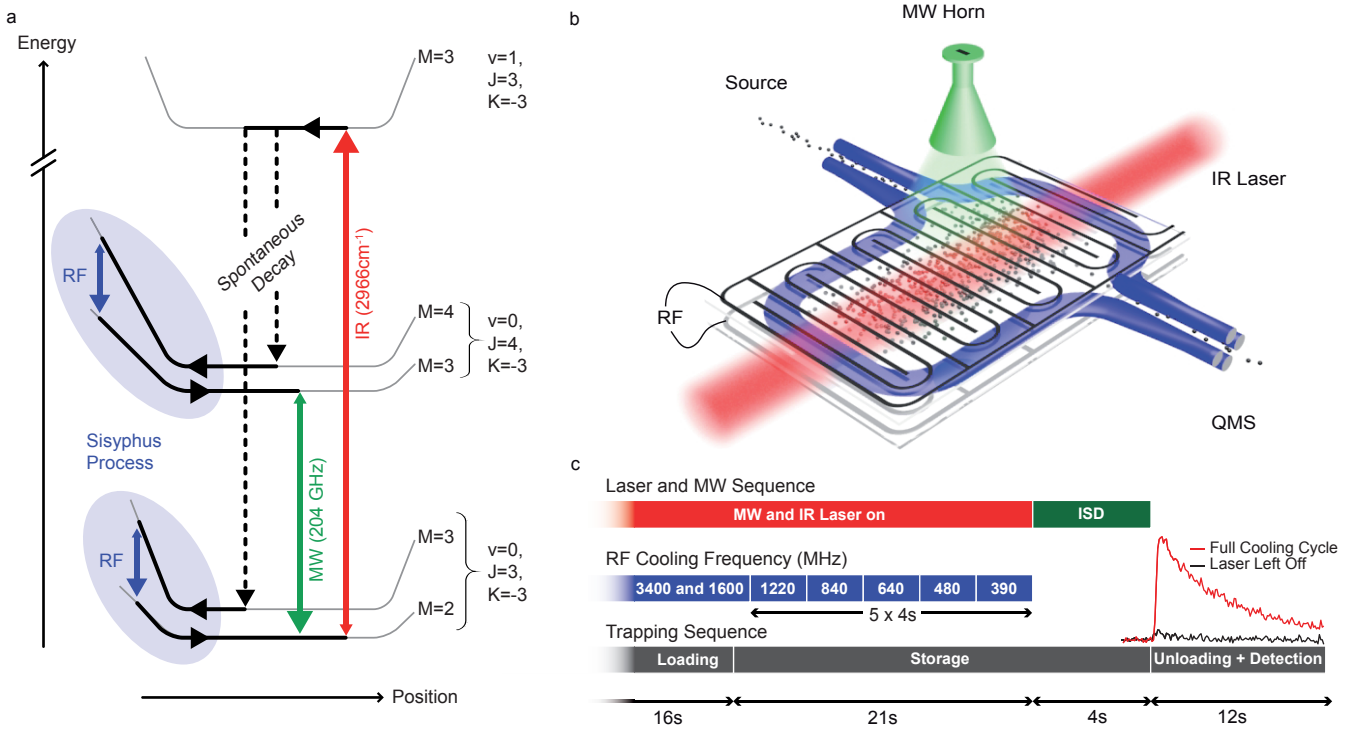 a
Energy
M=3
v=1,
J=3,
K=-3
RF
Spontaneous
Decay
IR (2966cm⁻¹)
M=4
M=3
v=0,
J=4,
K=-3
Sisyphus
Process
MW (204 GHz)
RF
M=3
M=2
v=0,
J=3,
K=-3
Position
b
MW Horn
Source
IR Laser
RF
QMS
c
Laser and MW Sequence
MW and IR Laser on
ISD
RF Cooling Frequency (MHz)
3400 and 1600 1220 840 640 480 390
5 x 4s
Full Cooling Cycle
Laser Left Off
Trapping Sequence
Loading Storage Unloading + Detection
16s 21s 4s 12s